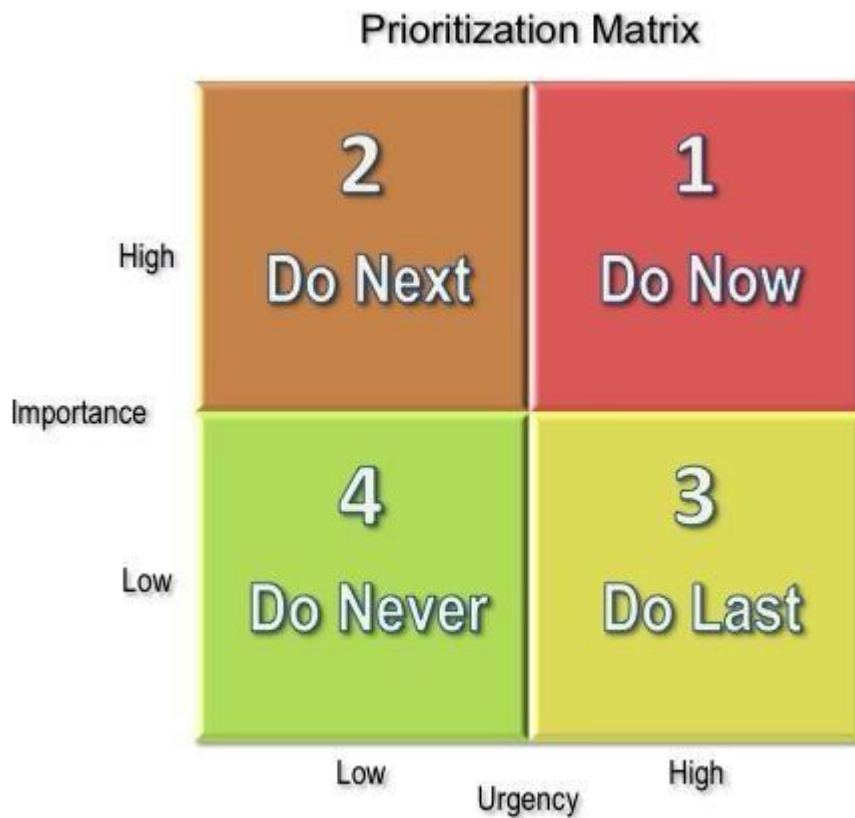 Prioritization Matrix
2
Do Next
1
Do Now
High
Importance
4
Do Never
3
Do Last
Low
Low
High
Urgency